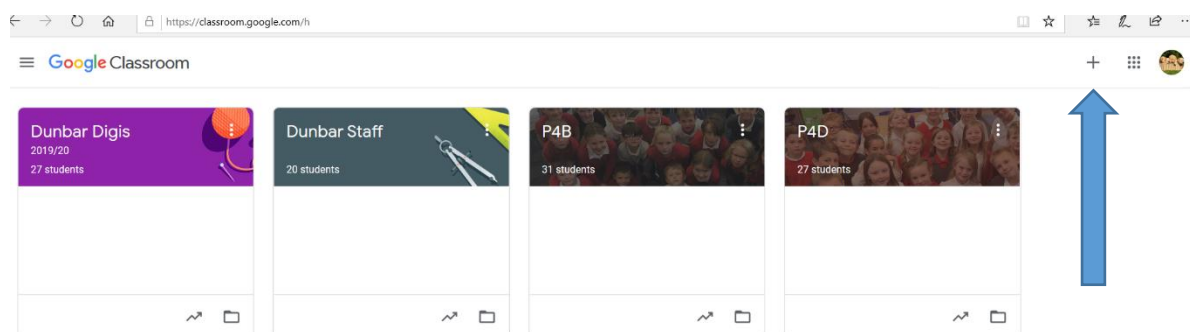 https://classroom.google.com/h
Google Classroom
Dunbar Digis
2019/20
27 students
Dunbar Staff
20 students
P4B
31 students
P4D
27 students